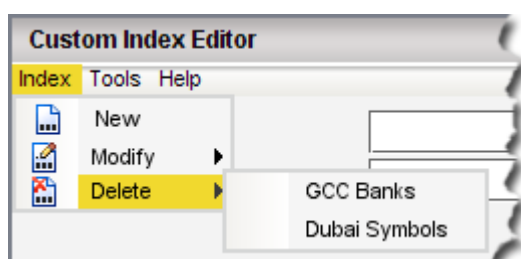 Custom Index Editor
Index Tools Help
New
Modify
Delete
GCC Banks
Dubai Symbols